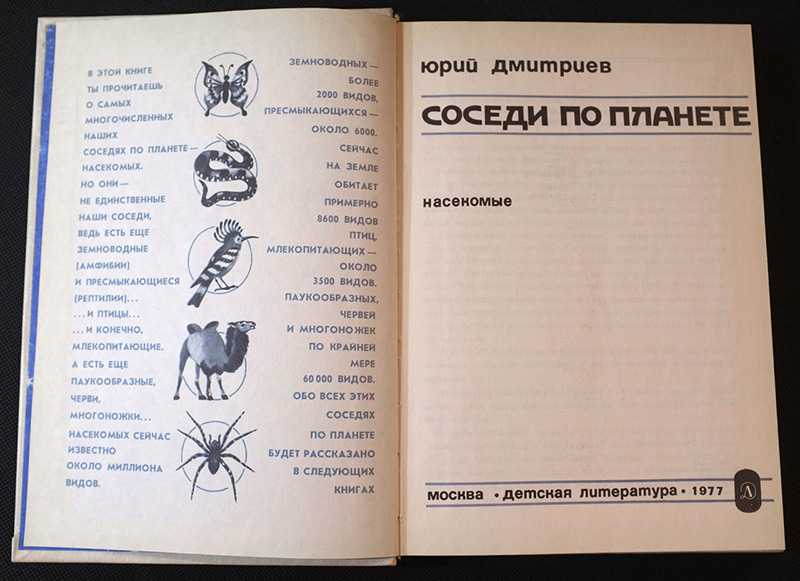 В ЭТОЙ КНИГЕ
ТЫ ПРОЧИТАЕШЬ
О САМЫХ
МНОГОЧИСЛЕННЫХ
НАШИХ
СОСЕДЯХ ПО ПЛАНЕТЕ—
НАСЕКОМЫХ.
НО ОНИ—
НЕ ЕДИНСТВЕННЫЕ
НАШИ СОСЕДИ,
ВЕДЬ ЕСТЬ ЕЩЕ
ЗЕМНОВОДНЫЕ
(АМФИБИИ)
И ПРЕСМЫКАЮЩИЕСЯ
(РЕПТИЛИИ)...
...И ПТИЦЫ...
...И КОНЕЧНО,
МЛЕКОПИТАЮЩИЕ.
А ЕСТЬ ЕЩЕ
ПАУКООБРАЗНЫЕ,
ЧЕРВИ,
МНОГОНОЖКИ...
НАСЕКОМЫХ СЕЙЧАС
ИЗВЕСТНО
ОКОЛО МИЛЛИОНА
ВИДОВ.
ЗЕМНОВОДНЫХ—
БОЛЕЕ
2000 ВИДОВ,
ПРЕСМЫКАЮЩИХСЯ—
ОКОЛО 6000.
СЕЙЧАС
НА ЗЕМЛЕ
ОБИТАЕТ
ПРИМЕРНО
8600 ВИДОВ
ПТИЦ,
МЛЕКОПИТАЮЩИХ—
ОКОЛО
3500 ВИДОВ.
ПАУКООБРАЗНЫХ,
ЧЕРВЕЙ
И МНОГОНОЖЕК
ПО КРАЙНЕЙ
МЕРЕ
60 000 ВИДОВ.
ОБО ВСЕХ ЭТИХ
СОСЕДЯХ
ПО ПЛАНЕТЕ
БУДЕТ РАССКАЗАНО
В СЛЕДУЮЩИХ
КНИГАХ
ЮРИЙ ДМИТРИЕВ
СОСЕДИ ПО ПЛАНЕТЕ
насекомые
МОСКВА • ДЕТСКАЯ ЛИТЕРАТУРА • 1977
Л